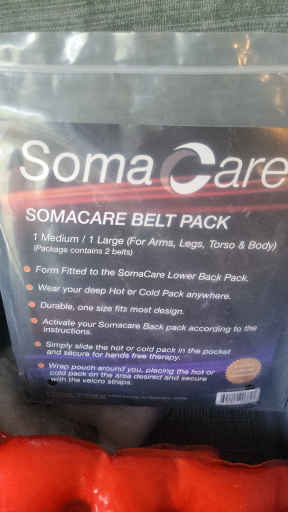 SomaCare
SOMACARE BELT PACK
1 Medium / 1 Large (For Arms, Legs, Torso & Body)
(Package contains 2 belts)
Form Fitted to the SomaCare Lower Back Pack.
Wear your deep Hot or Cold Pack anywhere.
Durable, one size fits most design.
Activate your Somacare Back pack according to the
instructions.
Simply slide the hot or cold pack in the pocket
and secure for hands free therapy.
Wrap pouch around you, placing the hot or
cold pack on the area desired and secure
with the velcro straps.